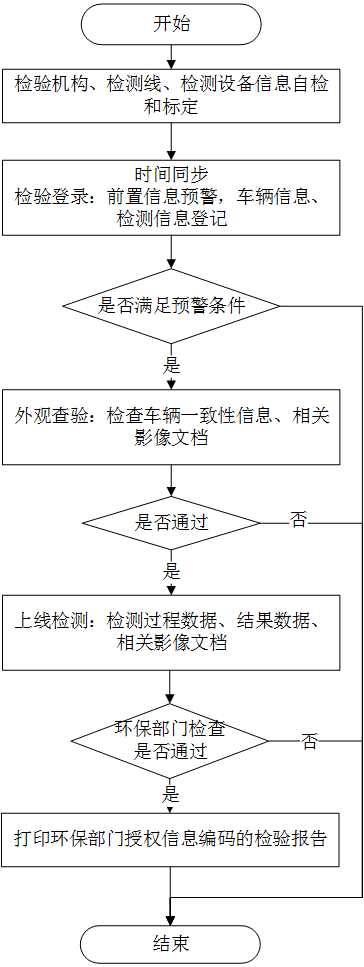 开始
检验机构、检测线、检测设备信息自检
和标定
时间同步
检验登录：前置信息预警，车辆信息、
检测信息登记
是否满足预警条件
是
外观查验：检查车辆一致性信息、相关
影像文档
是否通过
否
是
上线检测：检测过程数据、结果数据、
相关影像文档
环保部门检查
是否通过
否
是
打印环保部门授权信息编码的检验报告
结束